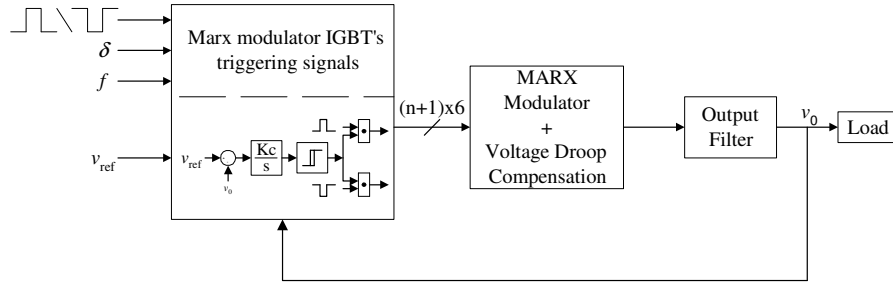 Marx modulator IGBT's
triggering signals
δ
f
v_ref
v_ref
v_0
Kc
s
(n+1)x6
MARX
Modulator
+
Voltage Droop
Compensation
Output
Filter
v_0
Load